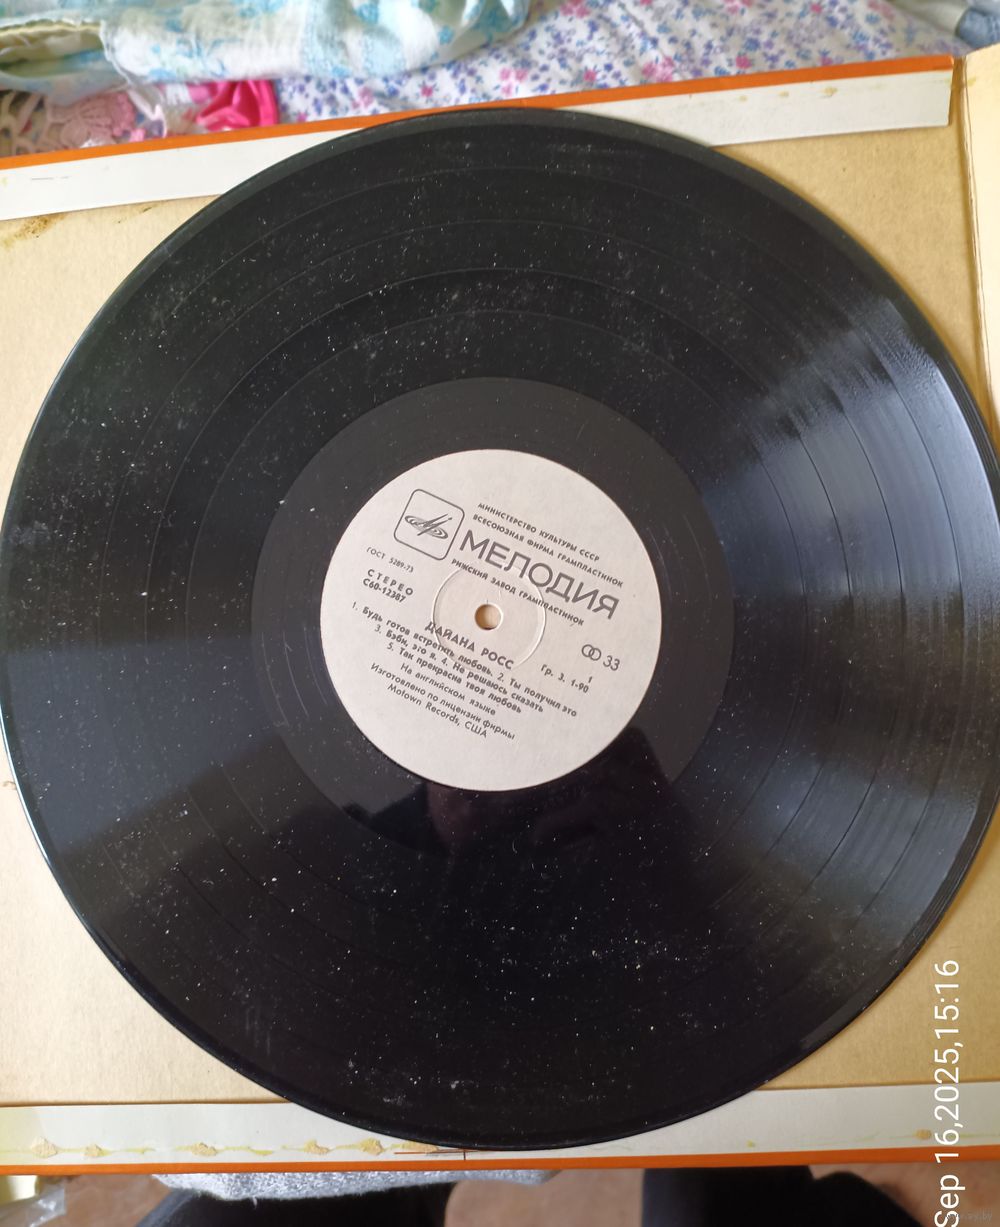 МИНИСТЕРСТВО КУЛЬТУРЫ СССР
ВСЕСОЮЗНАЯ ФИРМА ГРАМПЛАСТИНОК
МЕЛОДИЯ
РИЖСКИЙ ЗАВОД ГРАМПЛАСТИНОК
ГОСТ 5289-73
СТЕРЕО
С60-12387
33
1
Гр. 3. 1-90
ДАЙАНА РОСС
1. Будь готов встретить любовь. 2. Ты получил это
3. Бэби, это я. 4. Не решаюсь сказать
5. Так прекрасна твоя любовь
На английском языке
Изготовлено по лицензии фирмы
Motown Records, США
Sep 16,2025,15:16